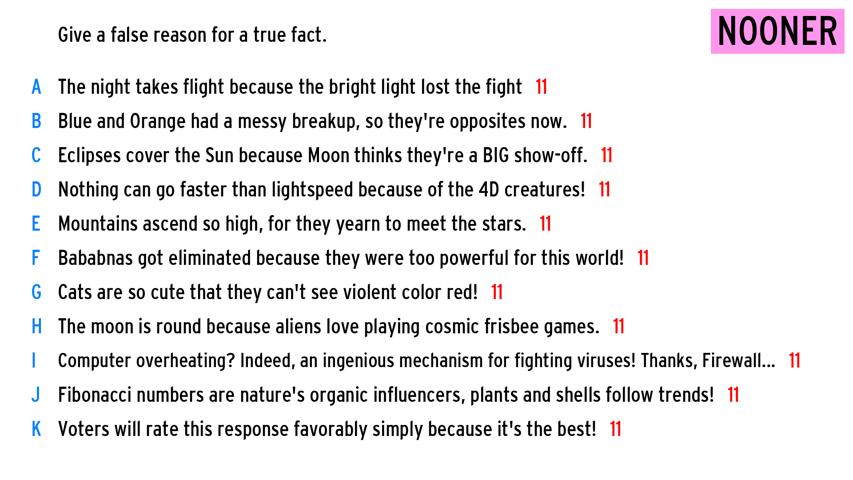 Give a false reason for a true fact.
NOONER
A The night takes flight because the bright light lost the fight 11
B Blue and Orange had a messy breakup, so they're opposites now. 11
C Eclipses cover the Sun because Moon thinks they're a BIG show-off. 11
D Nothing can go faster than lightspeed because of the 4D creatures! 11
E Mountains ascend so high, for they yearn to meet the stars. 11
F Bababnas got eliminated because they were too powerful for this world! 11
G Cats are so cute that they can't see violent color red! 11
H The moon is round because aliens love playing cosmic frisbee games. 11
I Computer overheating? Indeed, an ingenious mechanism for fighting viruses! Thanks, Firewall... 11
J Fibonacci numbers are nature's organic influencers, plants and shells follow trends! 11
K Voters will rate this response favorably simply because it's the best! 11